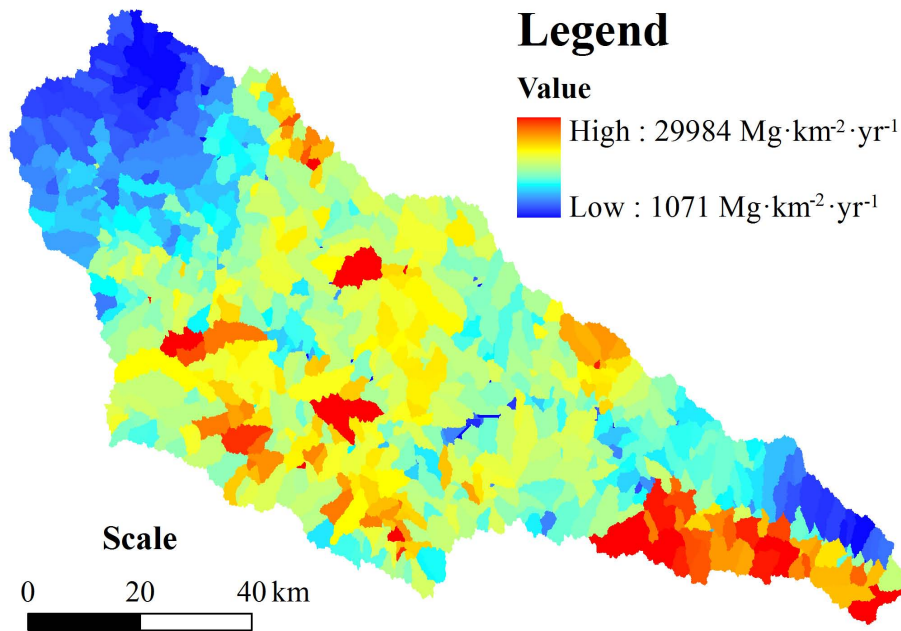 Legend
Value
High : 29984 Mg·km⁻²·yr⁻¹
Low : 1071 Mg·km⁻²·yr⁻¹
Scale
0 20 40 km